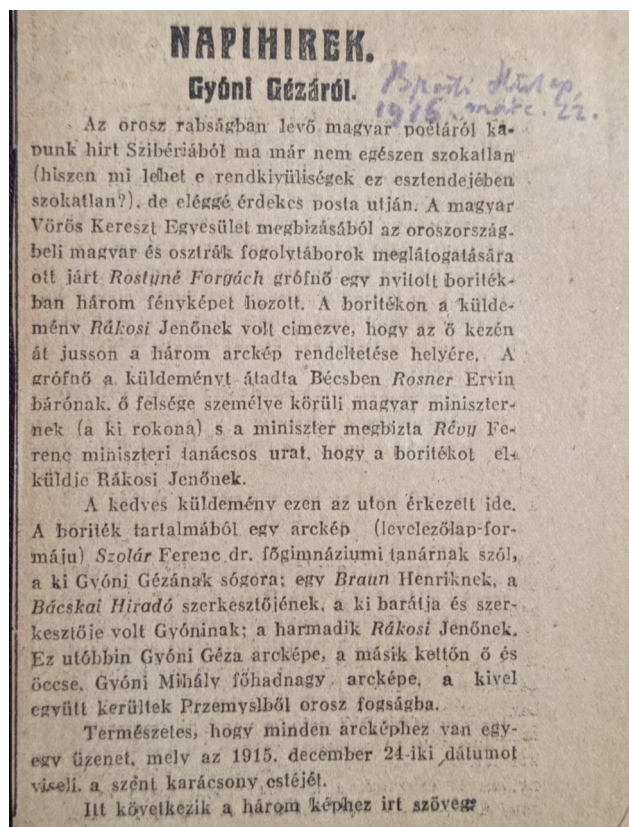 NAPIHIREK.
Gyóni Gézáról.
Bpesti Hirlap,
1916. márc. 22.
Az orosz rabságban levő magyar poétáról ka-
punk hirt Szibériából ma már nem egészen szokatlan
(hiszen mi lehet e rendkivüliségek ez esztendejében
szokatlan?), de eléggé érdekes posta utján. A magyar
Vörös Kereszt Egyesület megbizásából az oroszország-
beli magyar és osztrák fogolytáborok meglátogatására
ott járt Rostyné Forgách grófnő egy nyitott boriték-
ban három fényképet hozott. A boritékon a külde-
mény Rákosi Jenőnek volt cimezve, hogy az ő kezén
át jusson a három arckép rendeltetése helyére. A
grófnő a küldeményt átadta Bécsben Rosner Ervin
bárónak, ő felsége személye körüli magyar miniszter-
nek (a ki rokona) s a miniszter megbizta Révy Fe-
renc miniszteri tanácsos urat, hogy a boritékot el-
küldje Rákosi Jenőnek.
A kedves küldemény ezen az uton érkezett ide.
A boriték tartalmából egy arckép (levelezőlap-for-
máju) Szolár Ferenc dr. főgimnáziumi tanárnak szól,
a ki Gyóni Gézának sógora; egy Braun Henriknek, a
Bácskai Hiradó szerkesztőjének, a ki barátja és szer-
kesztője volt Gyóninak; a harmadik Rákosi Jenőnek.
Ez utóbbin Gyóni Géza arcképe, a másik kettőn ő és
öccse, Gyóni Mihály főhadnagy arcképe, a kivel
együtt kerültek Przemyslből orosz fogságba.
Természetes, hogy minden arcképhez van egy-
egy üzenet, mely az 1915. december 24-iki dátumot
viseli, a szent karácsony estéjét.
Itt következik a három képhez irt szöveg: